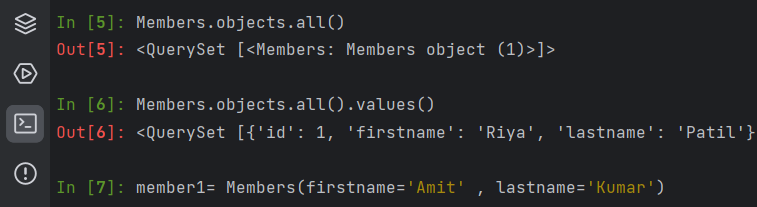 In [5]: Members.objects.all()
Out[5]: <QuerySet [<Members: Members object (1)>]>
In [6]: Members.objects.all().values()
Out[6]: <QuerySet [{'id': 1, 'firstname': 'Riya', 'lastname': 'Patil'}
In [7]: member1= Members(firstname='Amit' , lastname='Kumar')